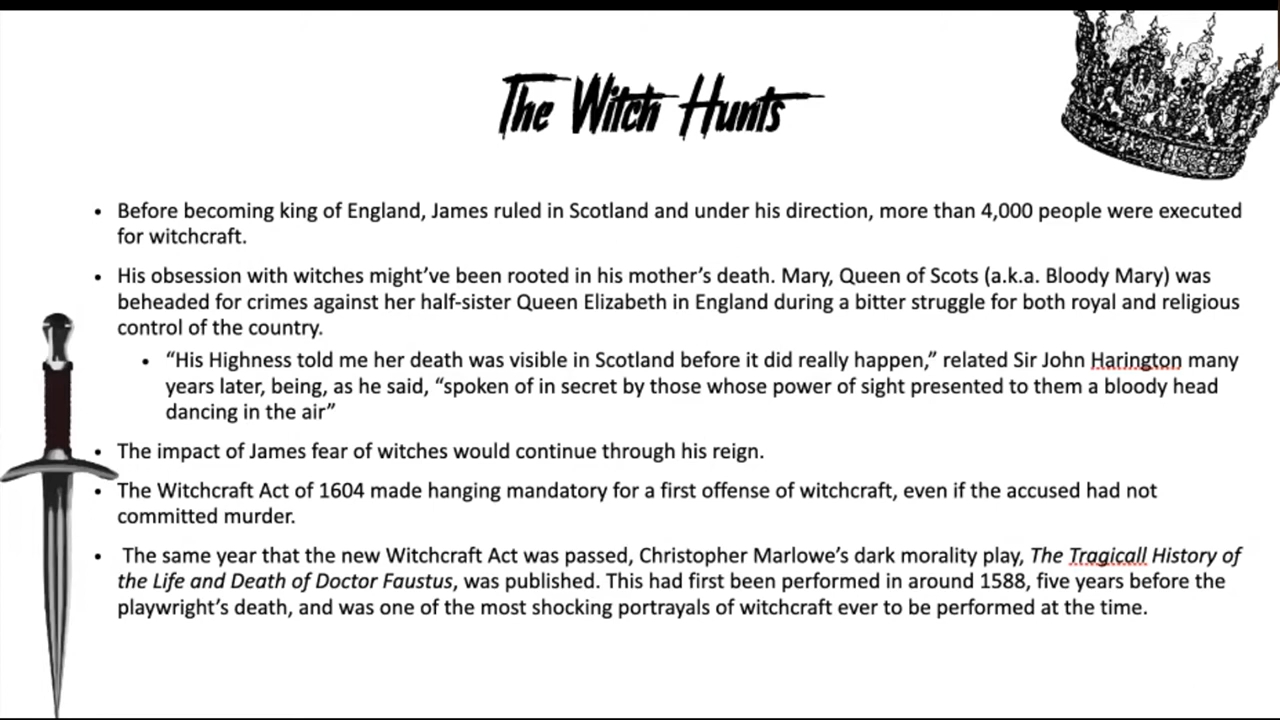 The Witch Hunts
• Before becoming king of England, James ruled in Scotland and under his direction, more than 4,000 people were executed
for witchcraft.
• His obsession with witches might’ve been rooted in his mother’s death. Mary, Queen of Scots (a.k.a. Bloody Mary) was
beheaded for crimes against her half-sister Queen Elizabeth in England during a bitter struggle for both royal and religious
control of the country.
• “His Highness told me her death was visible in Scotland before it did really happen,” related Sir John Harington many
years later, being, as he said, “spoken of in secret by those whose power of sight presented to them a bloody head
dancing in the air”
• The impact of James fear of witches would continue through his reign.
• The Witchcraft Act of 1604 made hanging mandatory for a first offense of witchcraft, even if the accused had not
committed murder.
• The same year that the new Witchcraft Act was passed, Christopher Marlowe’s dark morality play, The Tragicall History of
the Life and Death of Doctor Faustus, was published. This had first been performed in around 1588, five years before the
playwright’s death, and was one of the most shocking portrayals of witchcraft ever to be performed at the time.